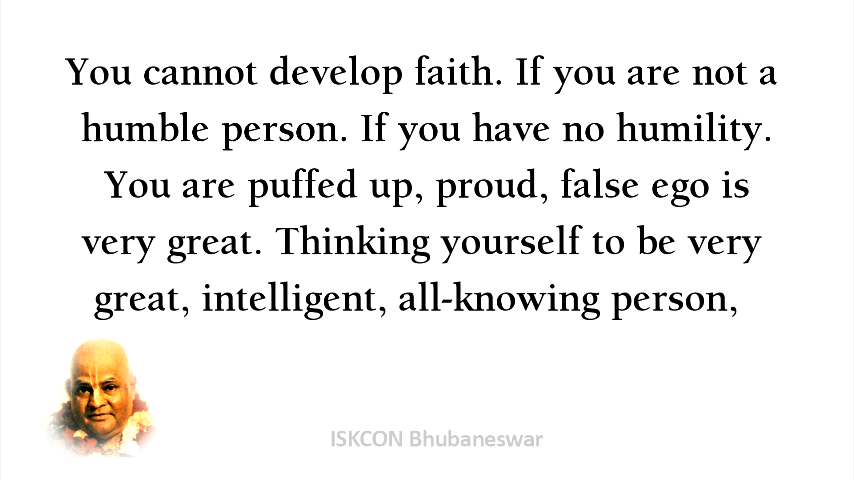 You cannot develop faith. If you are not a
humble person. If you have no humility.
You are puffed up, proud, false ego is
very great. Thinking yourself to be very
great, intelligent, all-knowing person,
ISKCON Bhubaneswar